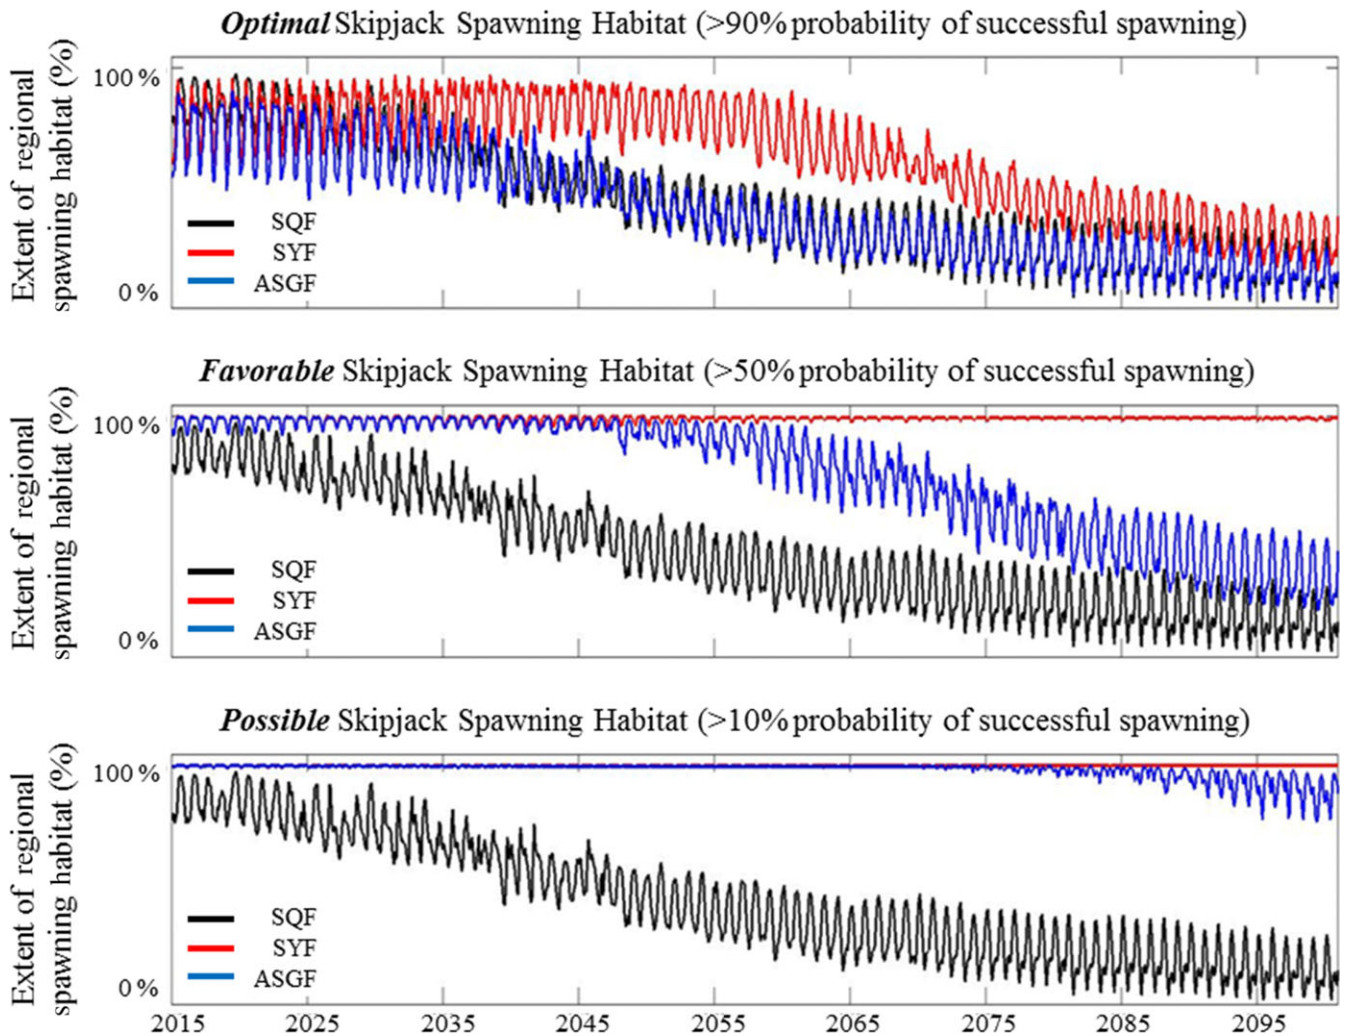 Optimal Skipjack Spawning Habitat (>90% probability of successful spawning)
Extent of regional
spawning habitat (%)
100 %
0 %
SQF
SYF
ASGF
Favorable Skipjack Spawning Habitat (>50% probability of successful spawning)
Extent of regional
spawning habitat (%)
100 %
0 %
SQF
SYF
ASGF
Possible Skipjack Spawning Habitat (>10% probability of successful spawning)
Extent of regional
spawning habitat (%)
100 %
0 %
SQF
SYF
ASGF
2015 2025 2035 2045 2055 2065 2075 2085 2095